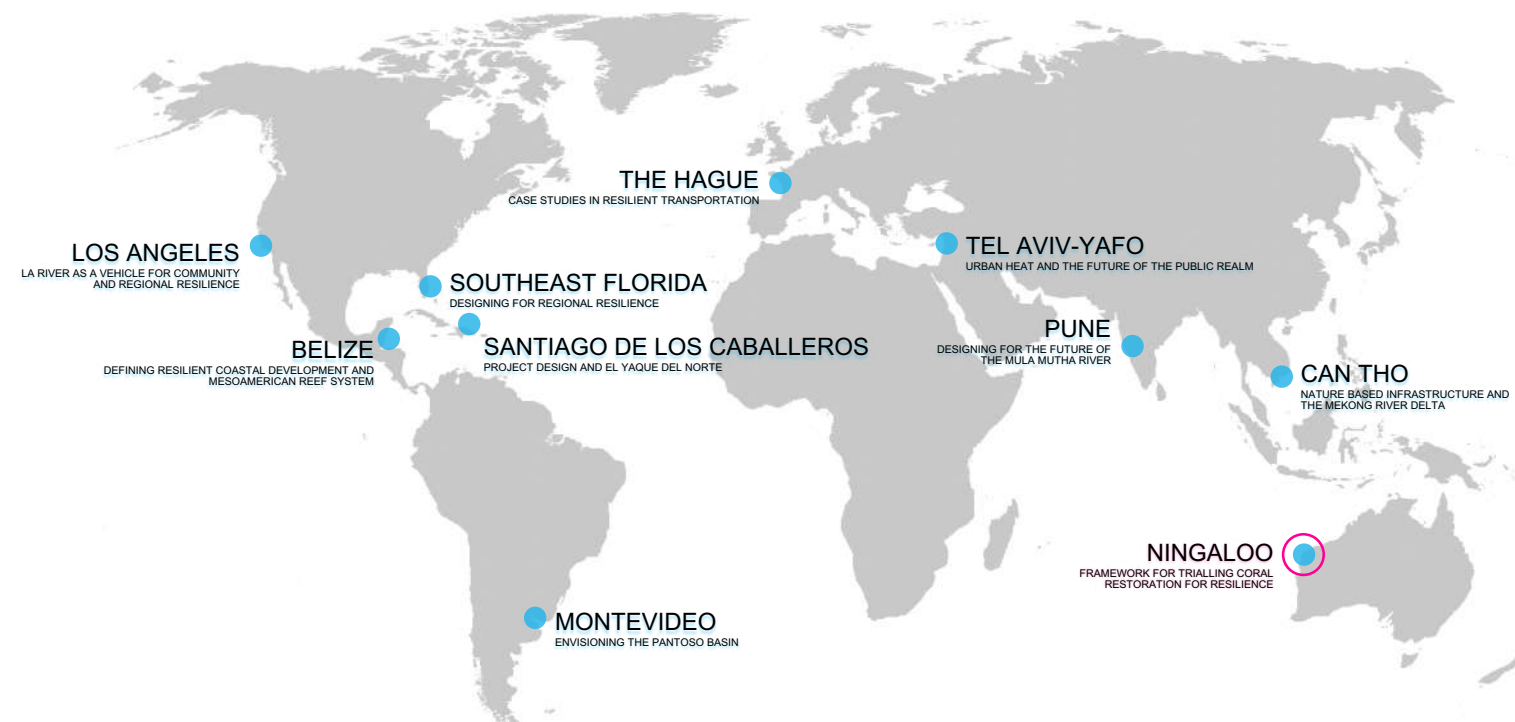 THE HAGUE
CASE STUDIES IN RESILIENT TRANSPORTATION
LOS ANGELES
LA RIVER AS A VEHICLE FOR COMMUNITY
AND REGIONAL RESILIENCE
TEL AVIV-YAFO
URBAN HEAT AND THE FUTURE OF THE PUBLIC REALM
SOUTHEAST FLORIDA
DESIGNING FOR REGIONAL RESILIENCE
BELIZE
DEFINING RESILIENT COASTAL DEVELOPMENT AND
MESOAMERICAN REEF SYSTEM
SANTIAGO DE LOS CABALLEROS
PROJECT DESIGN AND EL YAQUE DEL NORTE
PUNE
DESIGNING FOR THE FUTURE OF
THE MULA MUTHA RIVER
CAN THO
NATURE BASED INFRASTRUCTURE AND
THE MEKONG RIVER DELTA
NINGALOO
FRAMEWORK FOR TRIALLING CORAL
RESTORATION FOR RESILIENCE
MONTEVIDEO
ENVISIONING THE PANTOSO BASIN